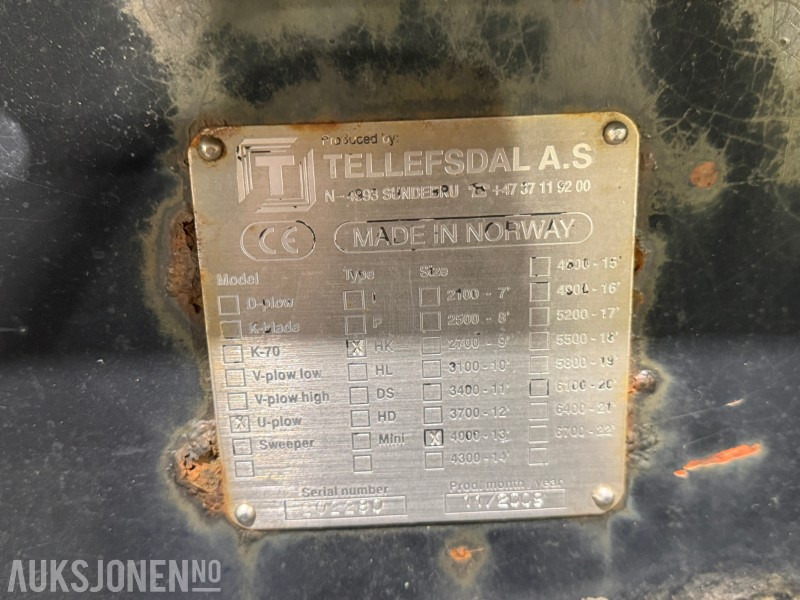 Produced by:
T TELLEFSDAL A.S
+47 37 11 92 00
CE MADE IN NORWAY
Model Type Size
D-plow I 2100 - 7' 4600 - 15'
K-blade P 2500 - 8' 4900 - 16'
K-70 X HK 2700 - 9' 5200 - 17'
V-plow low HL 3100 - 10' 5500 - 18'
V-plow high DS 3400 - 11' 5800 - 19'
X U-plow HD 3700 - 12' 6100 - 20'
Sweeper Mini X 4000 - 13' 6400 - 21'
4300 - 14' 6700 - 22'
Serial number Prod. month, year
11/2009
AUKSJONEN.NO